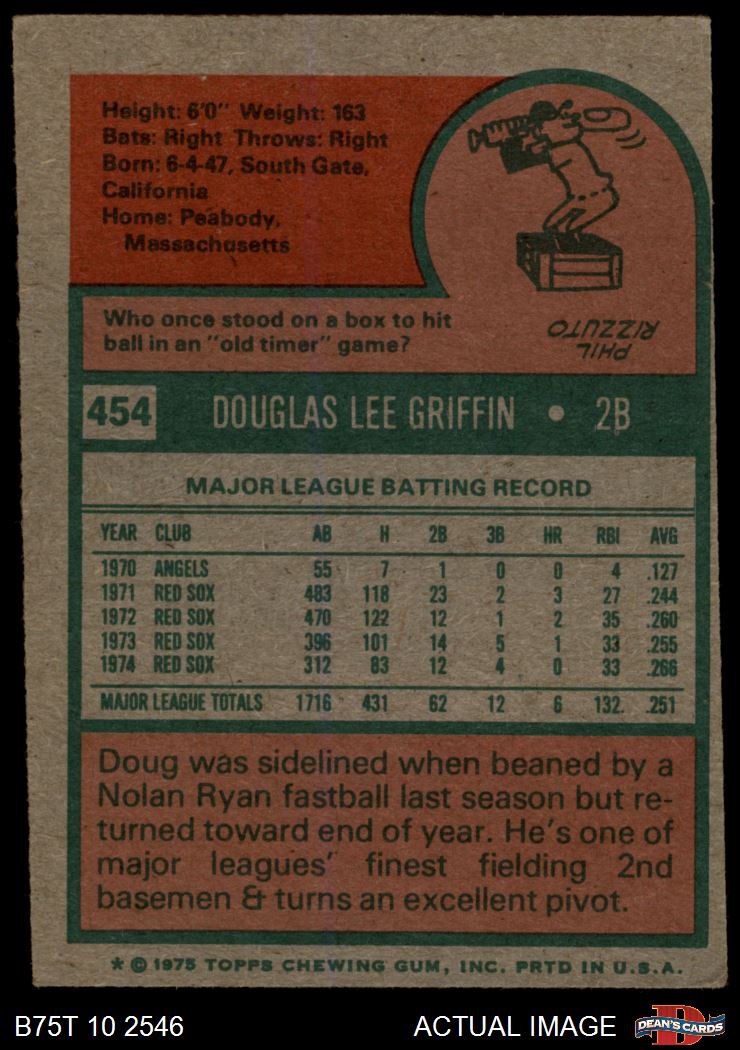 Height: 6'0" Weight: 163
Bats: Right Throws: Right
Born: 6-4-47, South Gate,
California
Home: Peabody,
Massachusetts
Who once stood on a box to hit
ball in an "old timer" game?
PHIL
RIZZUTO
454 DOUGLAS LEE GRIFFIN • 2B
MAJOR LEAGUE BATTING RECORD
YEAR CLUB AB H 2B 3B HR RBI AVG
1970 ANGELS 55 7 1 0 0 4 .127
1971 RED SOX 483 118 23 2 3 27 .244
1972 RED SOX 470 122 12 1 2 35 .260
1973 RED SOX 396 101 14 5 1 33 .255
1974 RED SOX 312 83 12 4 0 33 .266
MAJOR LEAGUE TOTALS 1716 431 62 12 6 132. .251
Doug was sidelined when beaned by a
Nolan Ryan fastball last season but re-
turned toward end of year. He's one of
major leagues' finest fielding 2nd
basemen & turns an excellent pivot.
* © 1975 TOPPS CHEWING GUM, INC. PRTD IN U.S.A.
B75T 10 2546 ACTUAL IMAGE D DEAN'S CARDS